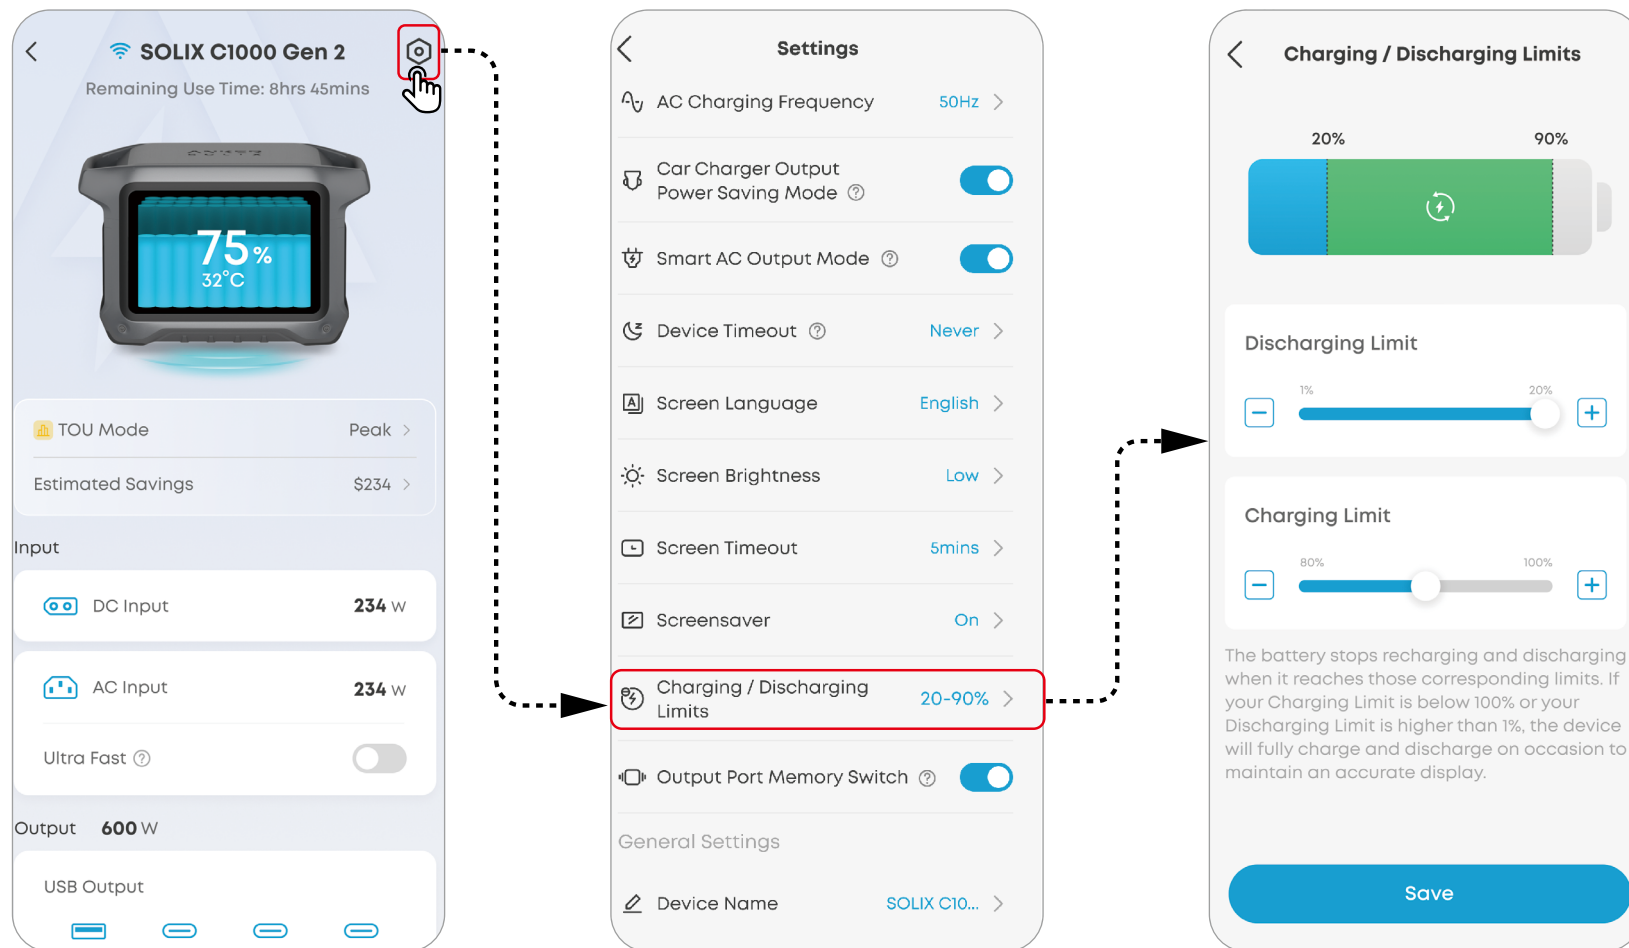 SOLIX C1000 Gen 2
Remaining Use Time: 8hrs 45mins
ANKER
SOLIX
75%
32°C
TOU Mode Peak
Estimated Savings $234
Input
DC Input 234 W
AC Input 234 W
Ultra Fast
Output 600 W
USB Output
Settings
AC Charging Frequency 50Hz
Car Charger Output
Power Saving Mode
Smart AC Output Mode
Device Timeout Never
Screen Language English
Screen Brightness Low
Screen Timeout 5mins
Screensaver On
Charging / Discharging
Limits 20-90%
Output Port Memory Switch
General Settings
Device Name SOLIX C10...
Charging / Discharging Limits
20% 90%
Discharging Limit
1% 20%
Charging Limit
80% 100%
The battery stops recharging and discharging
when it reaches those corresponding limits. If
your Charging Limit is below 100% or your
Discharging Limit is higher than 1%, the device
will fully charge and discharge on occasion to
maintain an accurate display.
Save